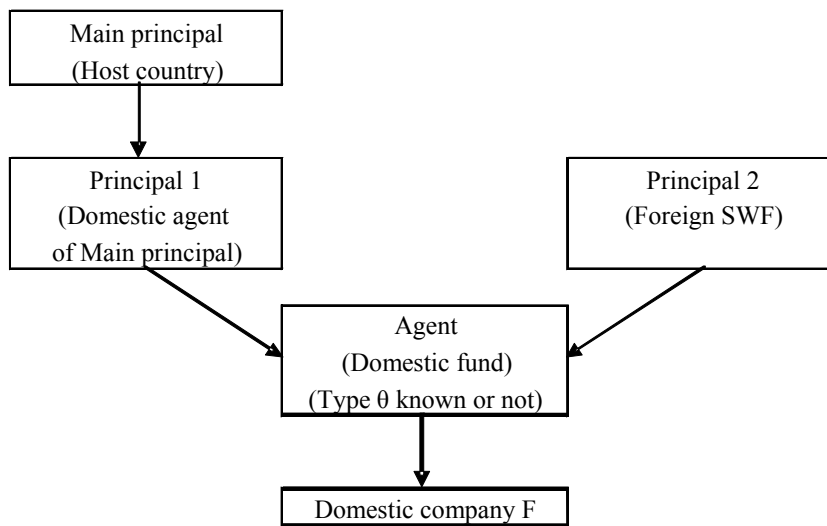 Main principal
(Host country)
Principal 1
(Domestic agent
of Main principal)
Principal 2
(Foreign SWF)
Agent
(Domestic fund)
(Type θ known or not)
Domestic company F